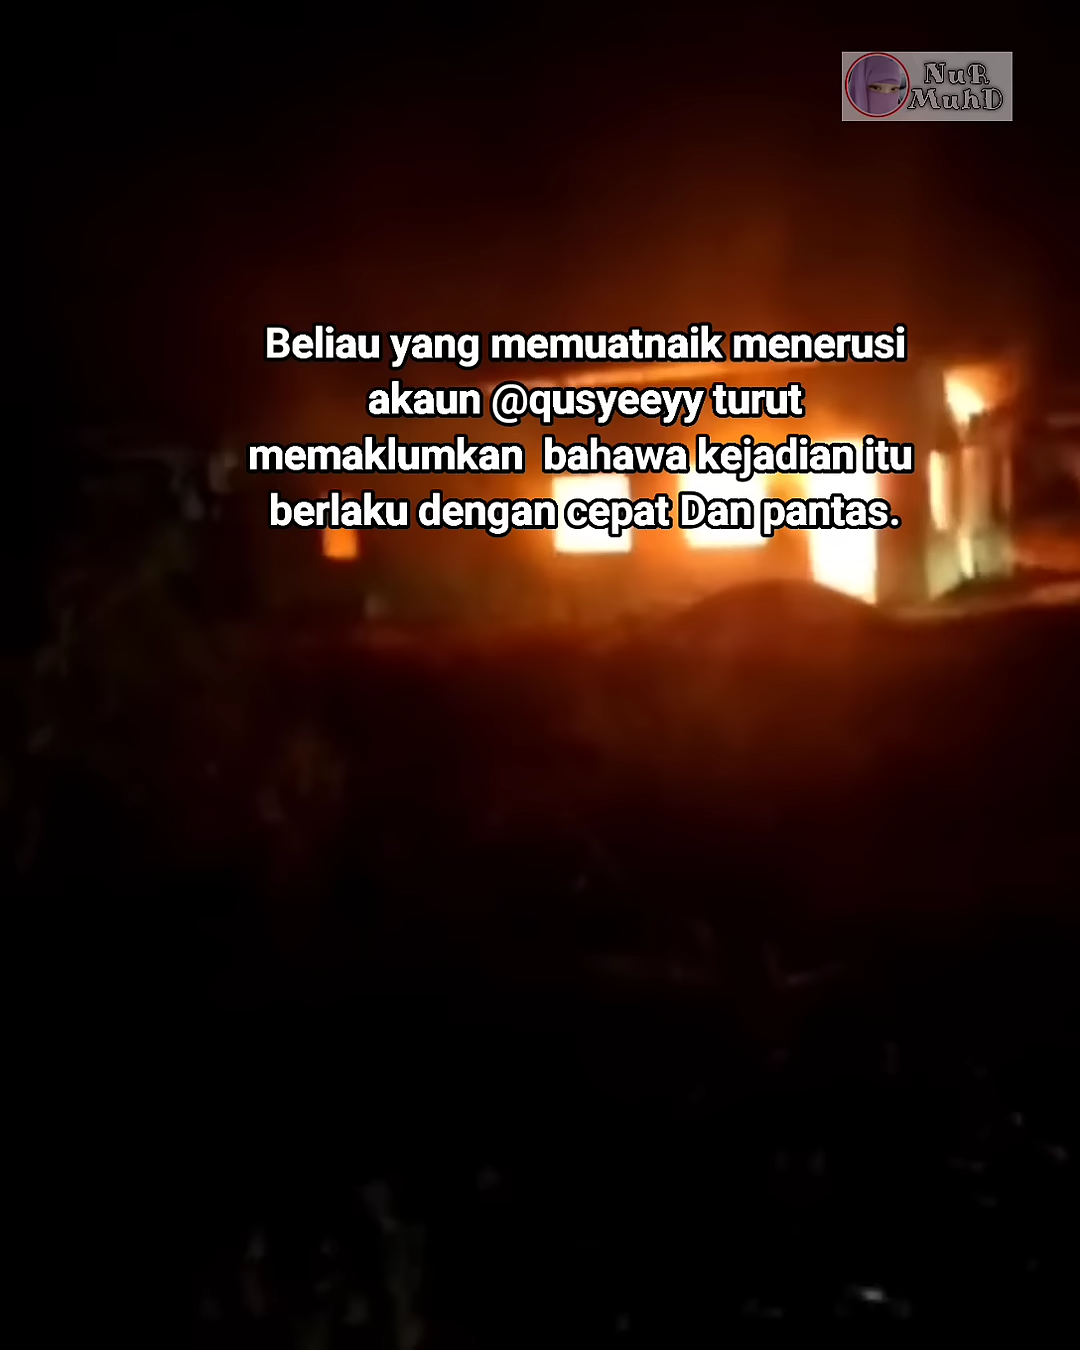 NuR
MuhD
Beliau yang memuatnaik menerusi
akaun @qusyeeyy turut
memaklumkan  bahawa kejadian itu
berlaku dengan cepat Dan pantas.